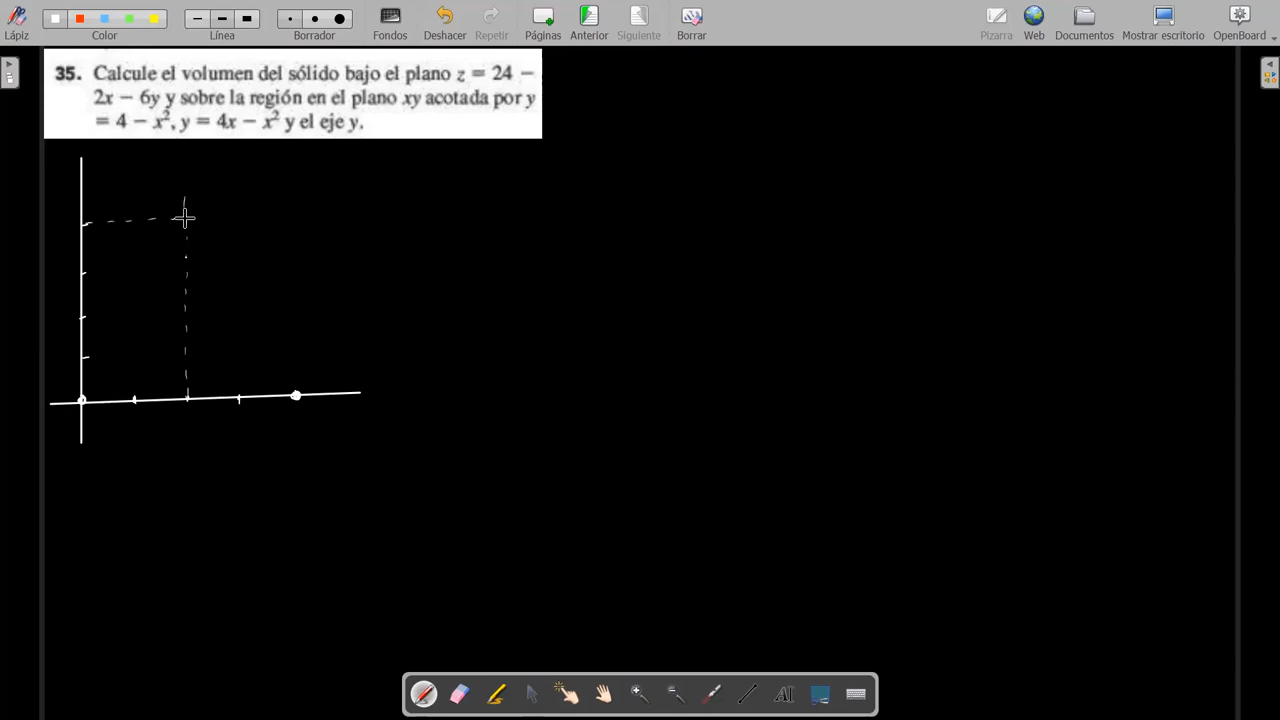 Lápiz
Color
Línea
Borrador
Fondos
Deshacer
Repetir
Páginas
Anterior
Siguiente
Borrar
Pizarra
Web
Documentos
Mostrar escritorio
OpenBoard
35. Calcule el volumen del sólido bajo el plano z = 24 −
2x − 6y y sobre la región en el plano xy acotada por y
= 4 − x², y = 4x − x² y el eje y.
AI